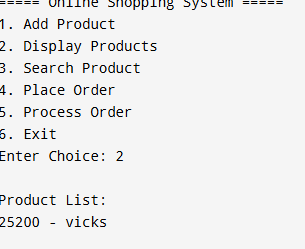 ===== Online Shopping System =====
1. Add Product
2. Display Products
3. Search Product
4. Place Order
5. Process Order
6. Exit
Enter Choice: 2
Product List:
25200 - vicks